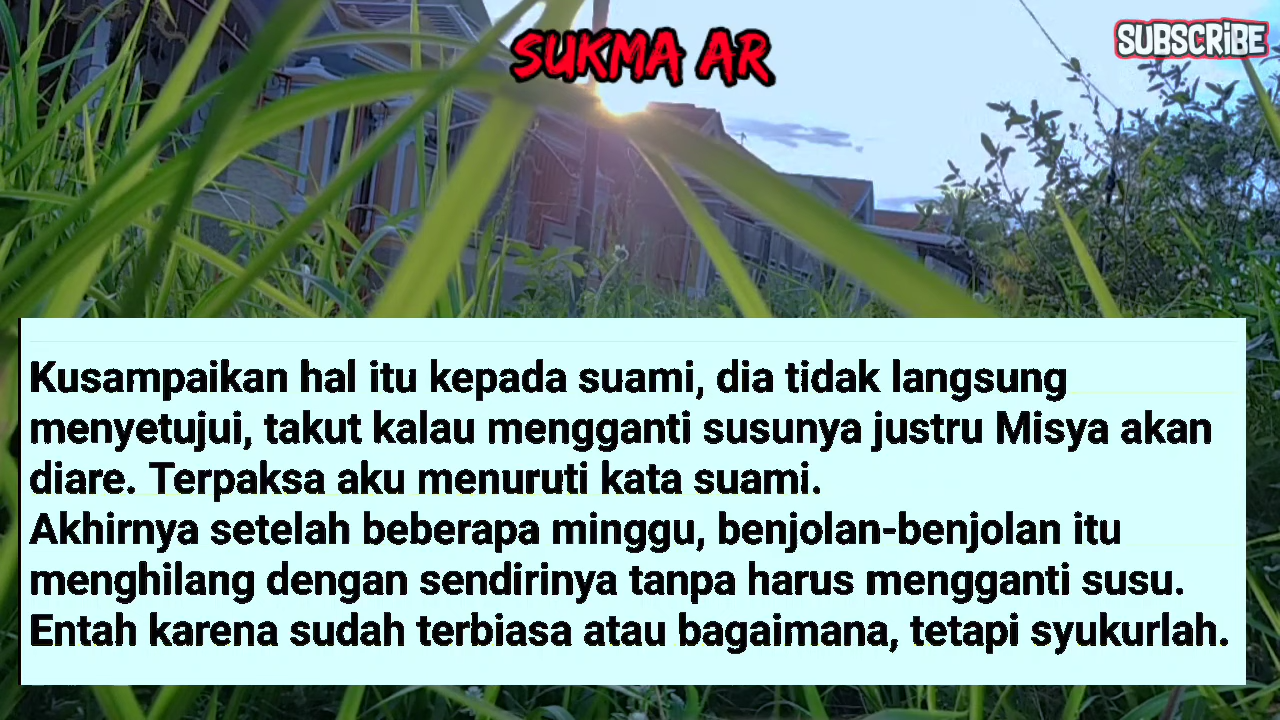 SUKMA AR
SUBSCRIBE
Kusampaikan hal itu kepada suami, dia tidak langsung
menyetujui, takut kalau mengganti susunya justru Misya akan
diare. Terpaksa aku menuruti kata suami.
Akhirnya setelah beberapa minggu, benjolan-benjolan itu
menghilang dengan sendirinya tanpa harus mengganti susu.
Entah karena sudah terbiasa atau bagaimana, tetapi syukurlah.